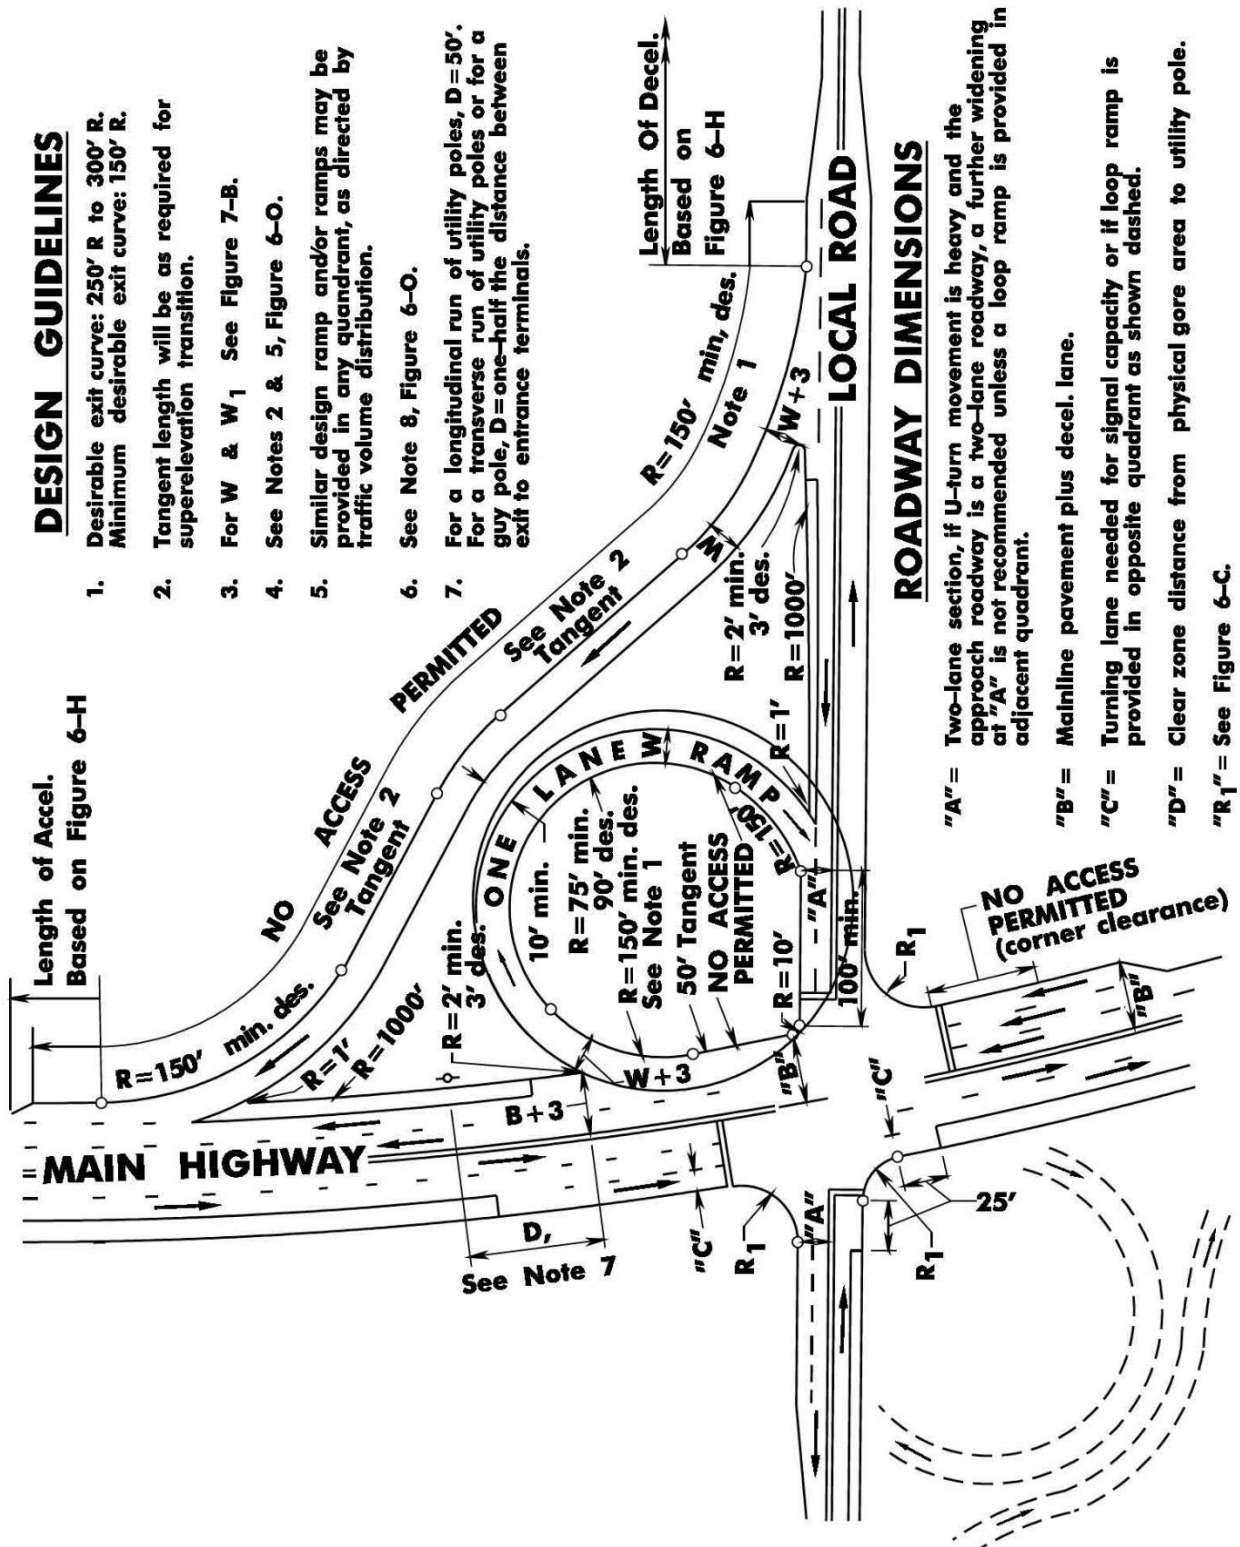 DESIGN GUIDELINES
1. Desirable exit curve: 250' R to 300' R.
Minimum desirable exit curve: 150' R.
2. Tangent length will be as required for
superelevation transition.
3. For W & W1 See Figure 7-B.
4. See Notes 2 & 5, Figure 6-O.
5. Similar design ramp and/or ramps may be
provided in any quadrant, as directed by
traffic volume distribution.
6. See Note 8, Figure 6-O.
7. For a longitudinal run of utility poles, D=50'.
For a transverse run of utility poles or for a
guy pole, D=one-half the distance between
exit to entrance terminals.
Length of Accel.
Based on Figure 6-H
NO ACCESS PERMITTED
See Note 2
Tangent
See Note 2
Tangent
R=150' min. des.
R=1'
R=1000'
R=2' min.
3' des.
MAIN HIGHWAY
B+3
W+3
D,
See Note 7
ONE LANE RAMP
W
10' min.
R=75' min.
90' des.
R=150' min. des.
See Note 1
50' Tangent
NO ACCESS
PERMITTED
R=10'
R=150'
"A"
100' min.
R=1'
R=1000'
R=2' min.
3' des.
W
W+3
R=150' min, des.
Note 1
Length Of Decel.
Based on
Figure 6-H
LOCAL ROAD
"B"
"C"
R1
"A"
"C"
R1
25'
R1
"B"
NO ACCESS
PERMITTED
(corner clearance)
ROADWAY DIMENSIONS
"A"= Two-lane section, if U-turn movement is heavy and the
approach roadway is a two-lane roadway, a further widening
at "A" is not recommended unless a loop ramp is provided in
adjacent quadrant.
"B"= Mainline pavement plus decel. lane.
"C"= Turning lane needed for signal capacity or if loop ramp is
provided in opposite quadrant as shown dashed.
"D"= Clear zone distance from physical gore area to utility pole.
"R1"= See Figure 6-C.